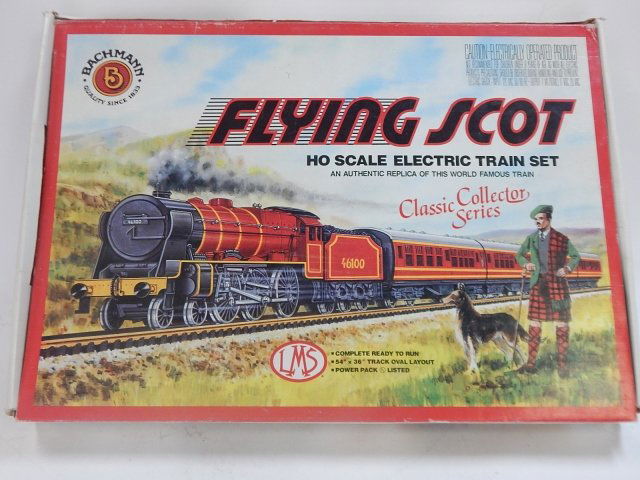 BACHMANN
QUALITY SINCE 1833
CAUTION-ELECTRICALLY OPERATED PRODUCT
FLYING SCOT
HO SCALE ELECTRIC TRAIN SET
AN AUTHENTIC REPLICA OF THIS WORLD FAMOUS TRAIN
Classic Collector
Series
46100
46100
LMS
• COMPLETE READY TO RUN
• 54" x 36" TRACK OVAL LAYOUT
• POWER PACK UL LISTED